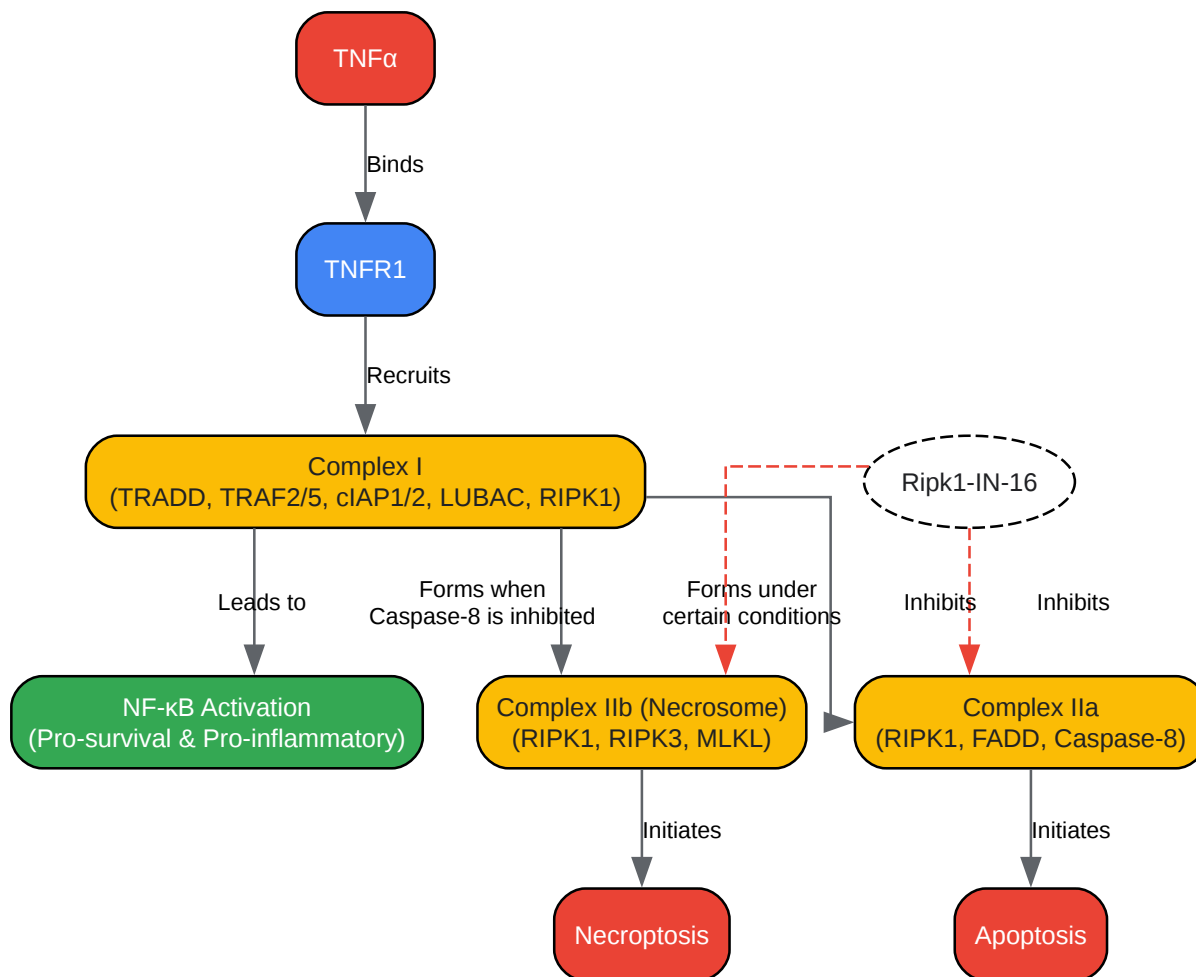 TNFα
Binds
TNFR1
Recruits
Complex I
(TRADD, TRAF2/5, cIAP1/2, LUBAC, RIPK1)
Ripk1-IN-16
Leads to
Forms when
Caspase-8 is inhibited
Forms under
certain conditions
Inhibits
Inhibits
NF-κB Activation
(Pro-survival & Pro-inflammatory)
Complex IIb (Necrosome)
(RIPK1, RIPK3, MLKL)
Complex IIa
(RIPK1, FADD, Caspase-8)
Initiates
Initiates
Necroptosis
Apoptosis